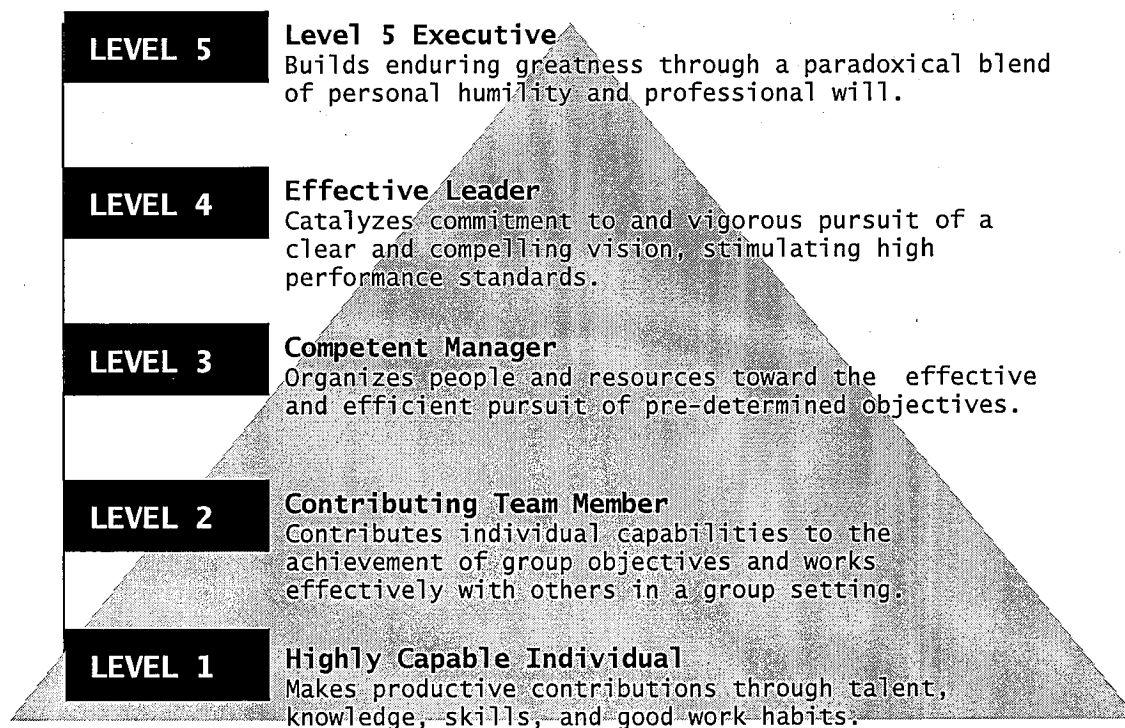 LEVEL 5
Level 5 Executive
Builds enduring greatness through a paradoxical blend
of personal humility and professional will.
LEVEL 4
Effective Leader
Catalyzes commitment to and vigorous pursuit of a
clear and compelling vision, stimulating high
performance standards.
LEVEL 3
Competent Manager
Organizes people and resources toward the effective
and efficient pursuit of pre-determined objectives.
LEVEL 2
Contributing Team Member
Contributes individual capabilities to the
achievement of group objectives and works
effectively with others in a group setting.
LEVEL 1
Highly Capable Individual
Makes productive contributions through talent,
knowledge, skills, and good work habits.